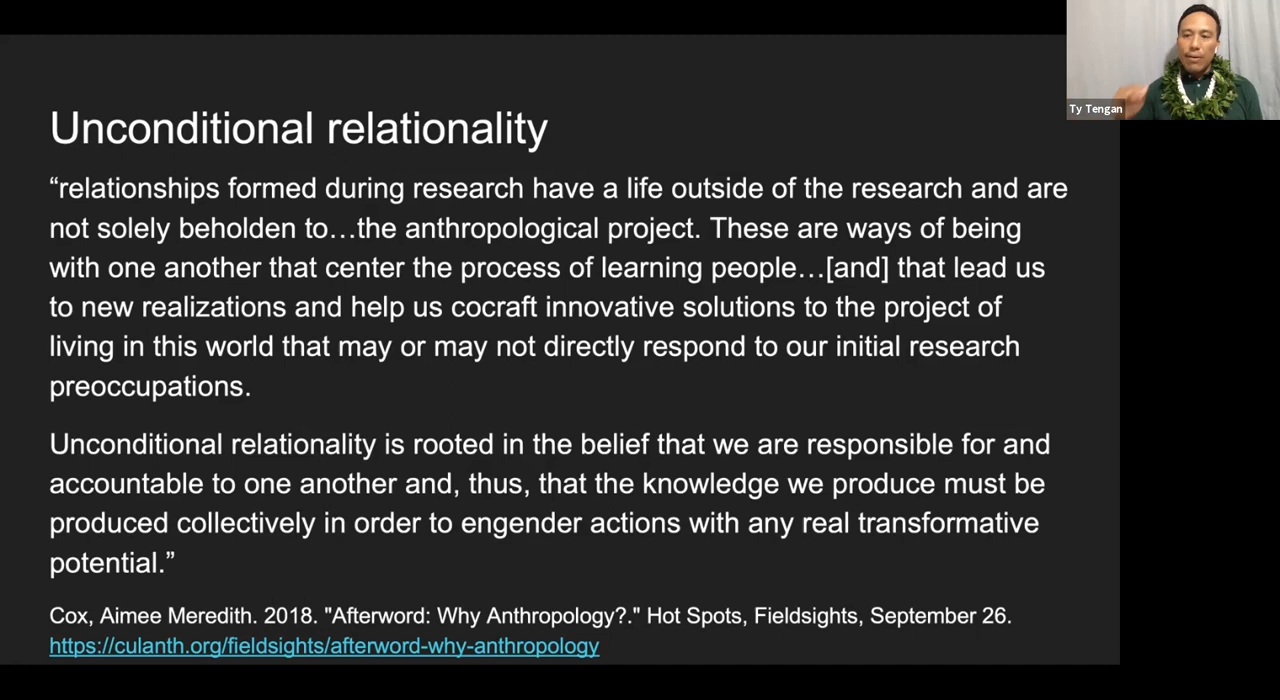 Unconditional relationality
“relationships formed during research have a life outside of the research and are
not solely beholden to…the anthropological project. These are ways of being
with one another that center the process of learning people…[and] that lead us
to new realizations and help us cocraft innovative solutions to the project of
living in this world that may or may not directly respond to our initial research
preoccupations.
Unconditional relationality is rooted in the belief that we are responsible for and
accountable to one another and, thus, that the knowledge we produce must be
produced collectively in order to engender actions with any real transformative
potential.”
Cox, Aimee Meredith. 2018. "Afterword: Why Anthropology?." Hot Spots, Fieldsights, September 26.
https://culanth.org/fieldsights/afterword-why-anthropology
Ty Tengan